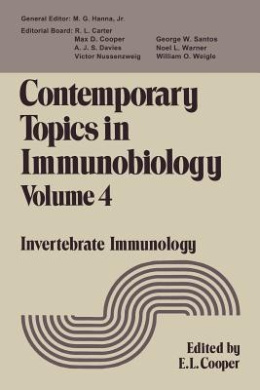 General Editor: M. G. Hanna, Jr.
Editorial Board: R. L. Carter
Max D. Cooper George W. Santos
A. J. S. Davies Noel L. Warner
Victor Nussenzweig William O. Weigle
Contemporary
Topics in
Immunobiology
Volume 4
Invertebrate Immunology
Edited by
E.L. Cooper